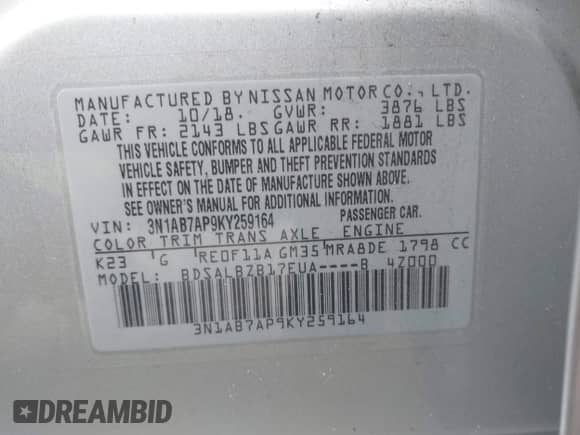 MANUFACTURED BY NISSAN MOTOR CO., LTD.
DATE: 10/18. GVWR: 3876 LBS
GAWR FR: 2143 LBS GAWR RR: 1881 LBS
THIS VEHICLE CONFORMS TO ALL APPLICABLE FEDERAL MOTOR
VEHICLE SAFETY, BUMPER AND THEFT PREVENTION STANDARDS
IN EFFECT ON THE DATE OF MANUFACTURE SHOWN ABOVE.
SEE OWNER'S MANUAL FOR ADDITIONAL INFORMATION.
VIN: 3N1AB7AP9KY259164 PASSENGER CAR.
COLOR TRIM TRANS AXLE ENGINE
K23 G RE0F11A GM35 MRA8DE 1798 CC
MODEL: BDSALBZB17EUA----B 4Z000
3N1AB7AP9KY259164
DREAMBID